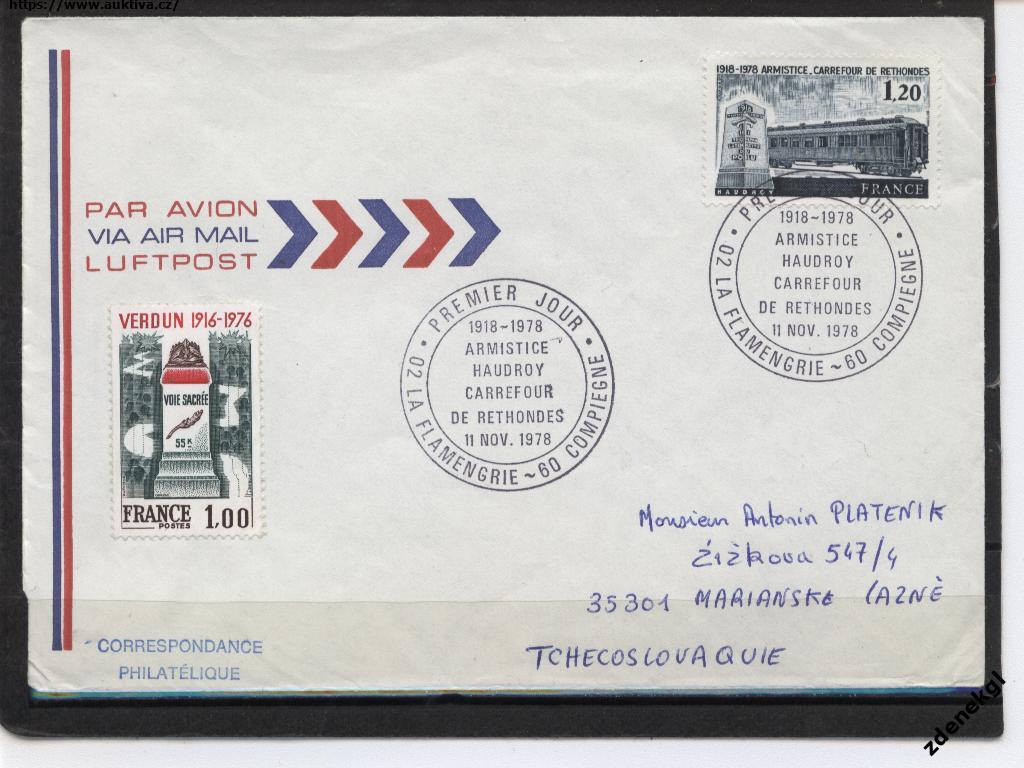 https://www.auktiva.cz/
1918-1978 ARMISTICE. CARREFOUR DE RETHONDES
1,20
HAUDROY
FRANCE
PREMIER JOUR
1918~1978
ARMISTICE
HAUDROY
CARREFOUR
DE RETHONDES
11 NOV. 1978
02 LA FLAMENGRIE ~ 60 COMPIEGNE
PAR AVION
VIA AIR MAIL
LUFTPOST
VERDUN 1916-1976
VOIE SACRÉE
55K
FRANCE 1,00
POSTES
PREMIER JOUR
1918~1978
ARMISTICE
HAUDROY
CARREFOUR
DE RETHONDES
11 NOV. 1978
02 LA FLAMENGRIE ~ 60 COMPIEGNE
Monsieur Antonin PLATENIK
Žižkova 547/4
35301 MARIANSKE LAZNĚ
TCHECOSLOVAQUIE
CORRESPONDANCE
PHILATÉLIQUE
zdenekgl